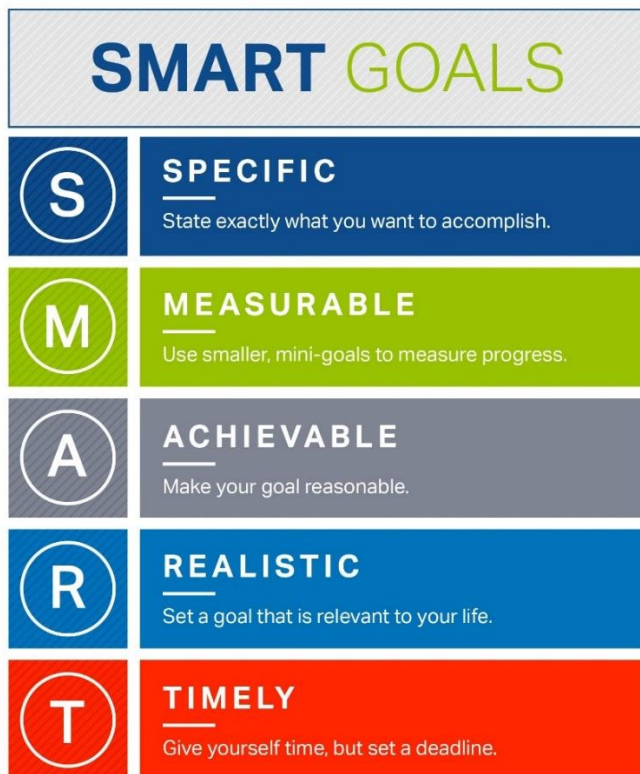 SMART GOALS
S
SPECIFIC
State exactly what you want to accomplish.
M
MEASURABLE
Use smaller, mini-goals to measure progress.
A
ACHIEVABLE
Make your goal reasonable.
R
REALISTIC
Set a goal that is relevant to your life.
T
TIMELY
Give yourself time, but set a deadline.